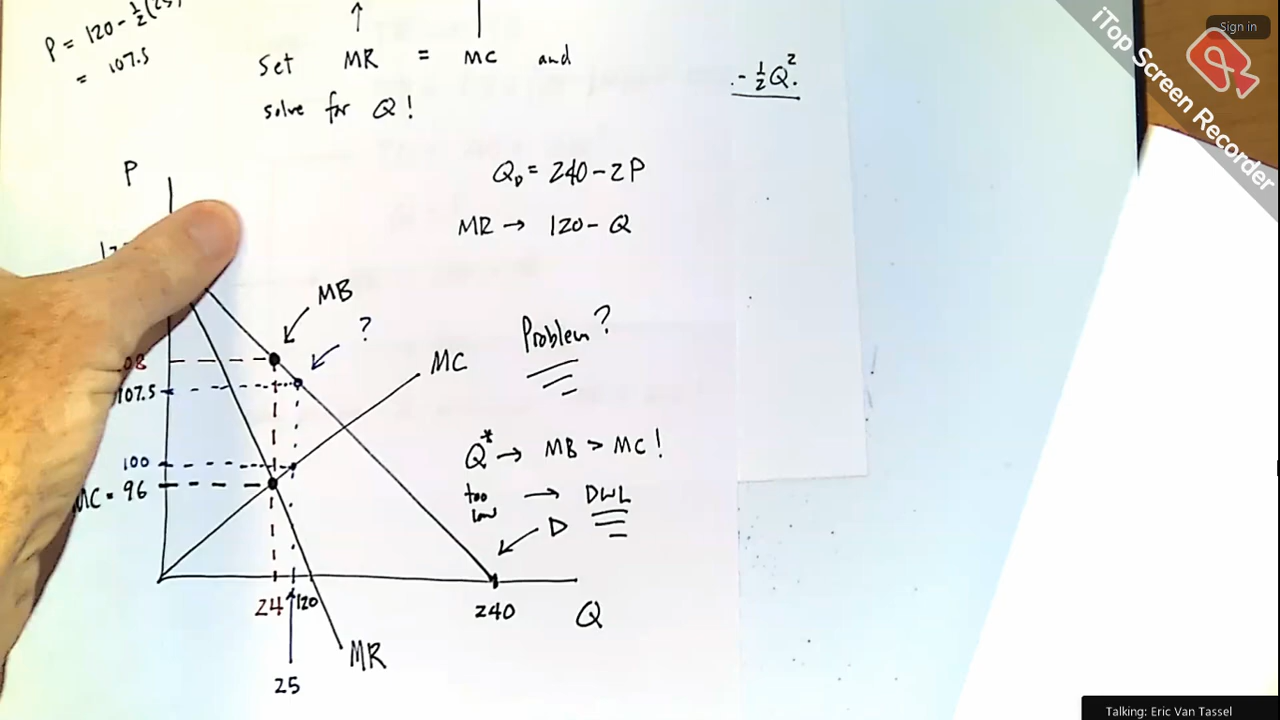 P = 120 - ½(25)
= 107.5
Set MR = MC and
solve for Q!
- ½Q².
P
Q_D = 240 - 2P
MR → 120 - Q
MB
?
Problem?
MC
107.5
Q* → MB > MC!
100
MC = 96
too low → DWL
D
24 120
240
Q
MR
25
iTop Screen Recorder
Sign in
Talking: Eric Van Tassel